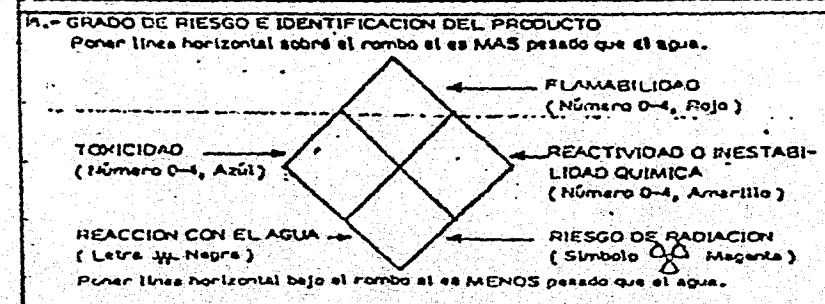 A.- GRADO DE RIESGO E IDENTIFICACION DEL PRODUCTO
Poner línea horizontal sobre el rombo si es MAS pesado que el agua.
FLAMABILIDAD
(Número 0-4, Rojo)
TOXICIDAD
(Número 0-4, Azúl)
REACTIVIDAD O INESTABI-
LIDAD QUIMICA
(Número 0-4, Amarillo)
REACCION CON EL AGUA
(Letra W Negra)
RIESGO DE RADIACION
(Símbolo Magenta)
Poner línea horizontal bajo el rombo si es MENOS pesado que el agua.